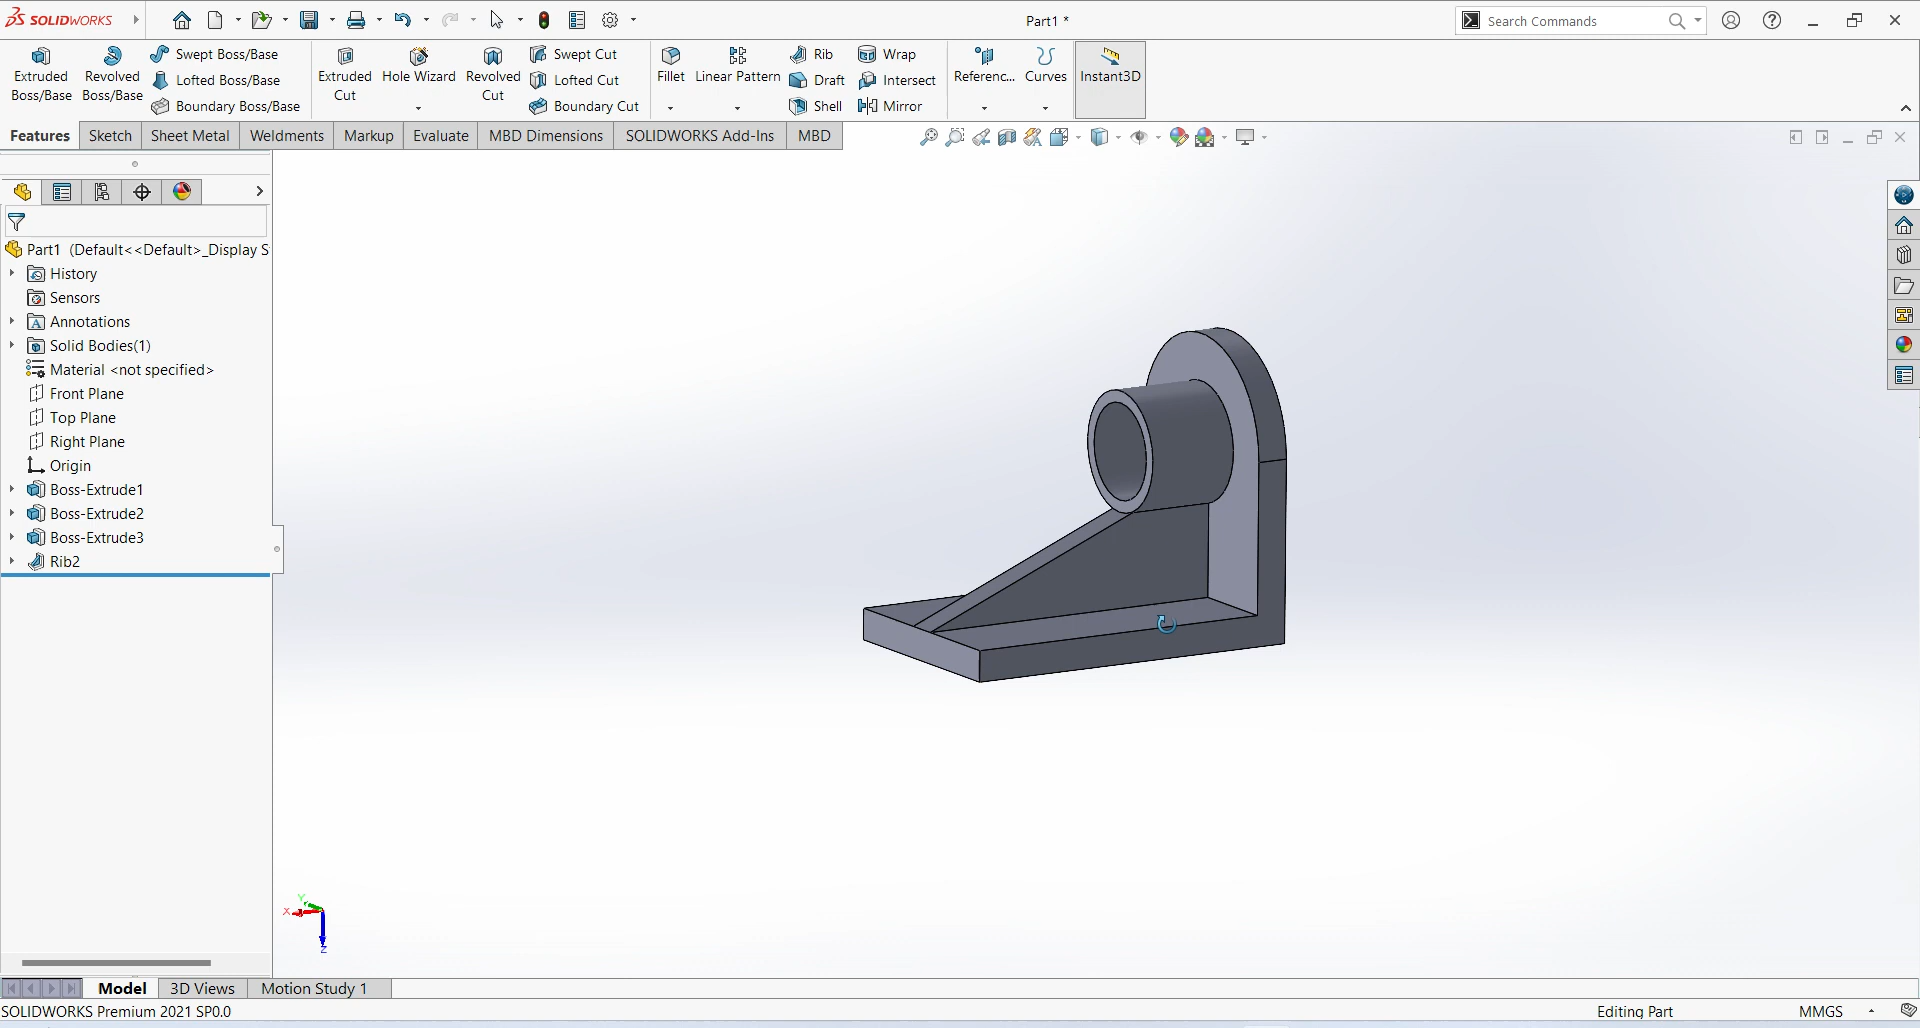 SOLIDWORKS
Part1 *
Search Commands
Extruded Boss/Base
Revolved Boss/Base
Swept Boss/Base
Lofted Boss/Base
Boundary Boss/Base
Extruded Cut
Hole Wizard
Revolved Cut
Swept Cut
Lofted Cut
Boundary Cut
Fillet
Linear Pattern
Rib
Draft
Shell
Wrap
Intersect
Mirror
Referenc...
Curves
Instant3D
Features
Sketch
Sheet Metal
Weldments
Markup
Evaluate
MBD Dimensions
SOLIDWORKS Add-Ins
MBD
Part1 (Default<<Default>_Display S
History
Sensors
Annotations
Solid Bodies(1)
Material <not specified>
Front Plane
Top Plane
Right Plane
Origin
Boss-Extrude1
Boss-Extrude2
Boss-Extrude3
Rib2
Y
X
Z
Model
3D Views
Motion Study 1
SOLIDWORKS Premium 2021 SP0.0
Editing Part
MMGS